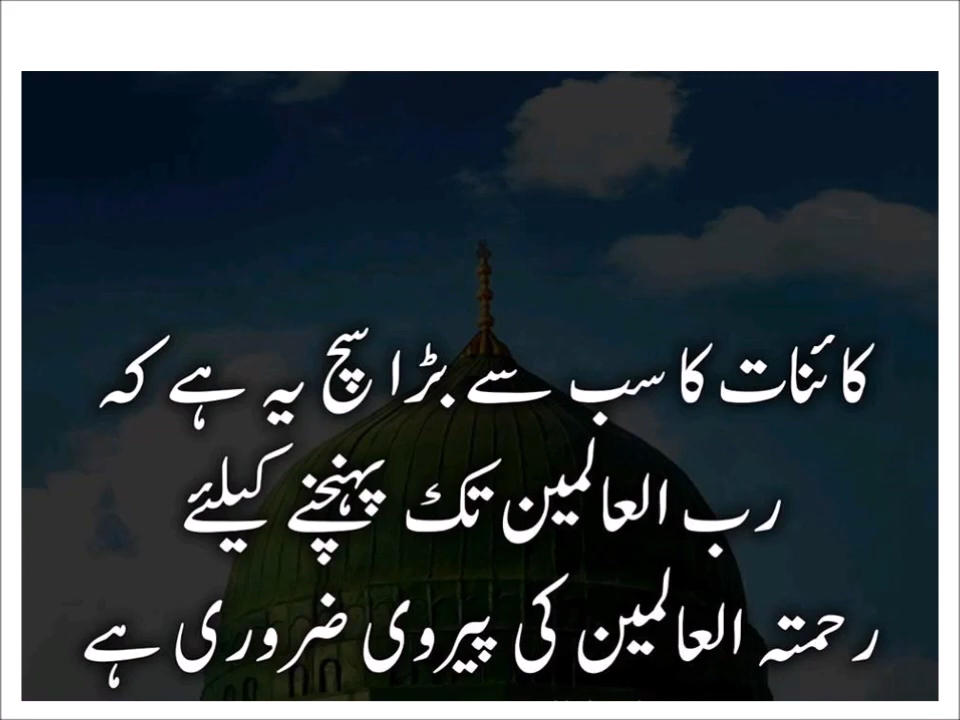 کائنات کا سب سے بڑا سچ یہ ہے کہ
رب العالمین تک پہنچنے کیلئے
رحمتہ العالمین کی پیروی ضروری ہے